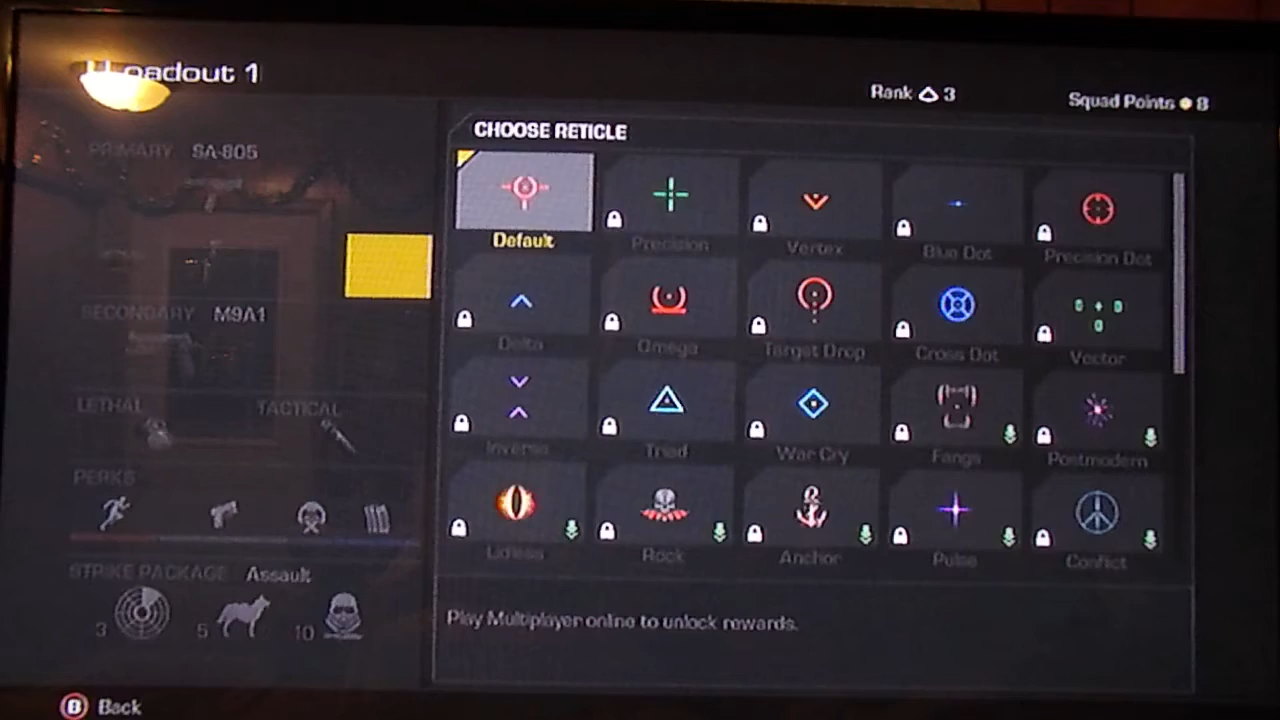 Loadout 1
Rank 3
Squad Points 8
PRIMARY SA-805
SECONDARY M9A1
LETHAL TACTICAL
PERKS
STRIKE PACKAGE Assault
3 5 10
CHOOSE RETICLE
Default Precision Vertex Blue Dot Precision Dot
Delta Omega Target Drop Cross Dot Vector
Inverse Triad War Cry Fangs Postmodern
Lidless Rock Anchor Pulse Conflict
Play Multiplayer online to unlock rewards.
B Back